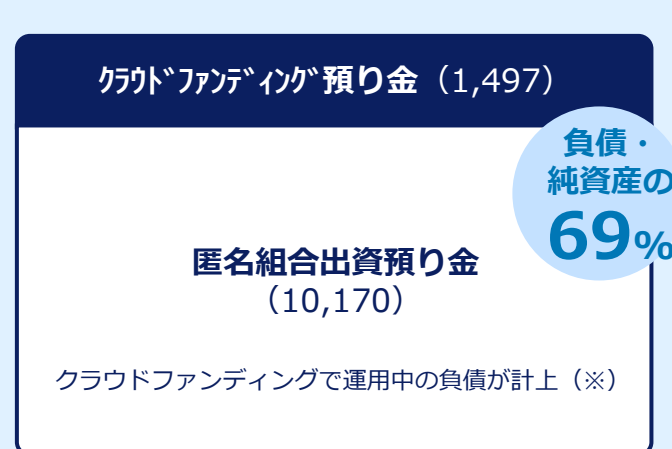 ｸﾗｳﾄﾞﾌｧﾝﾃﾞｨﾝｸﾞ預り金（1,497）
負債・
純資産の
69%
匿名組合出資預り金
（10,170）
クラウドファンディングで運用中の負債が計上（※）